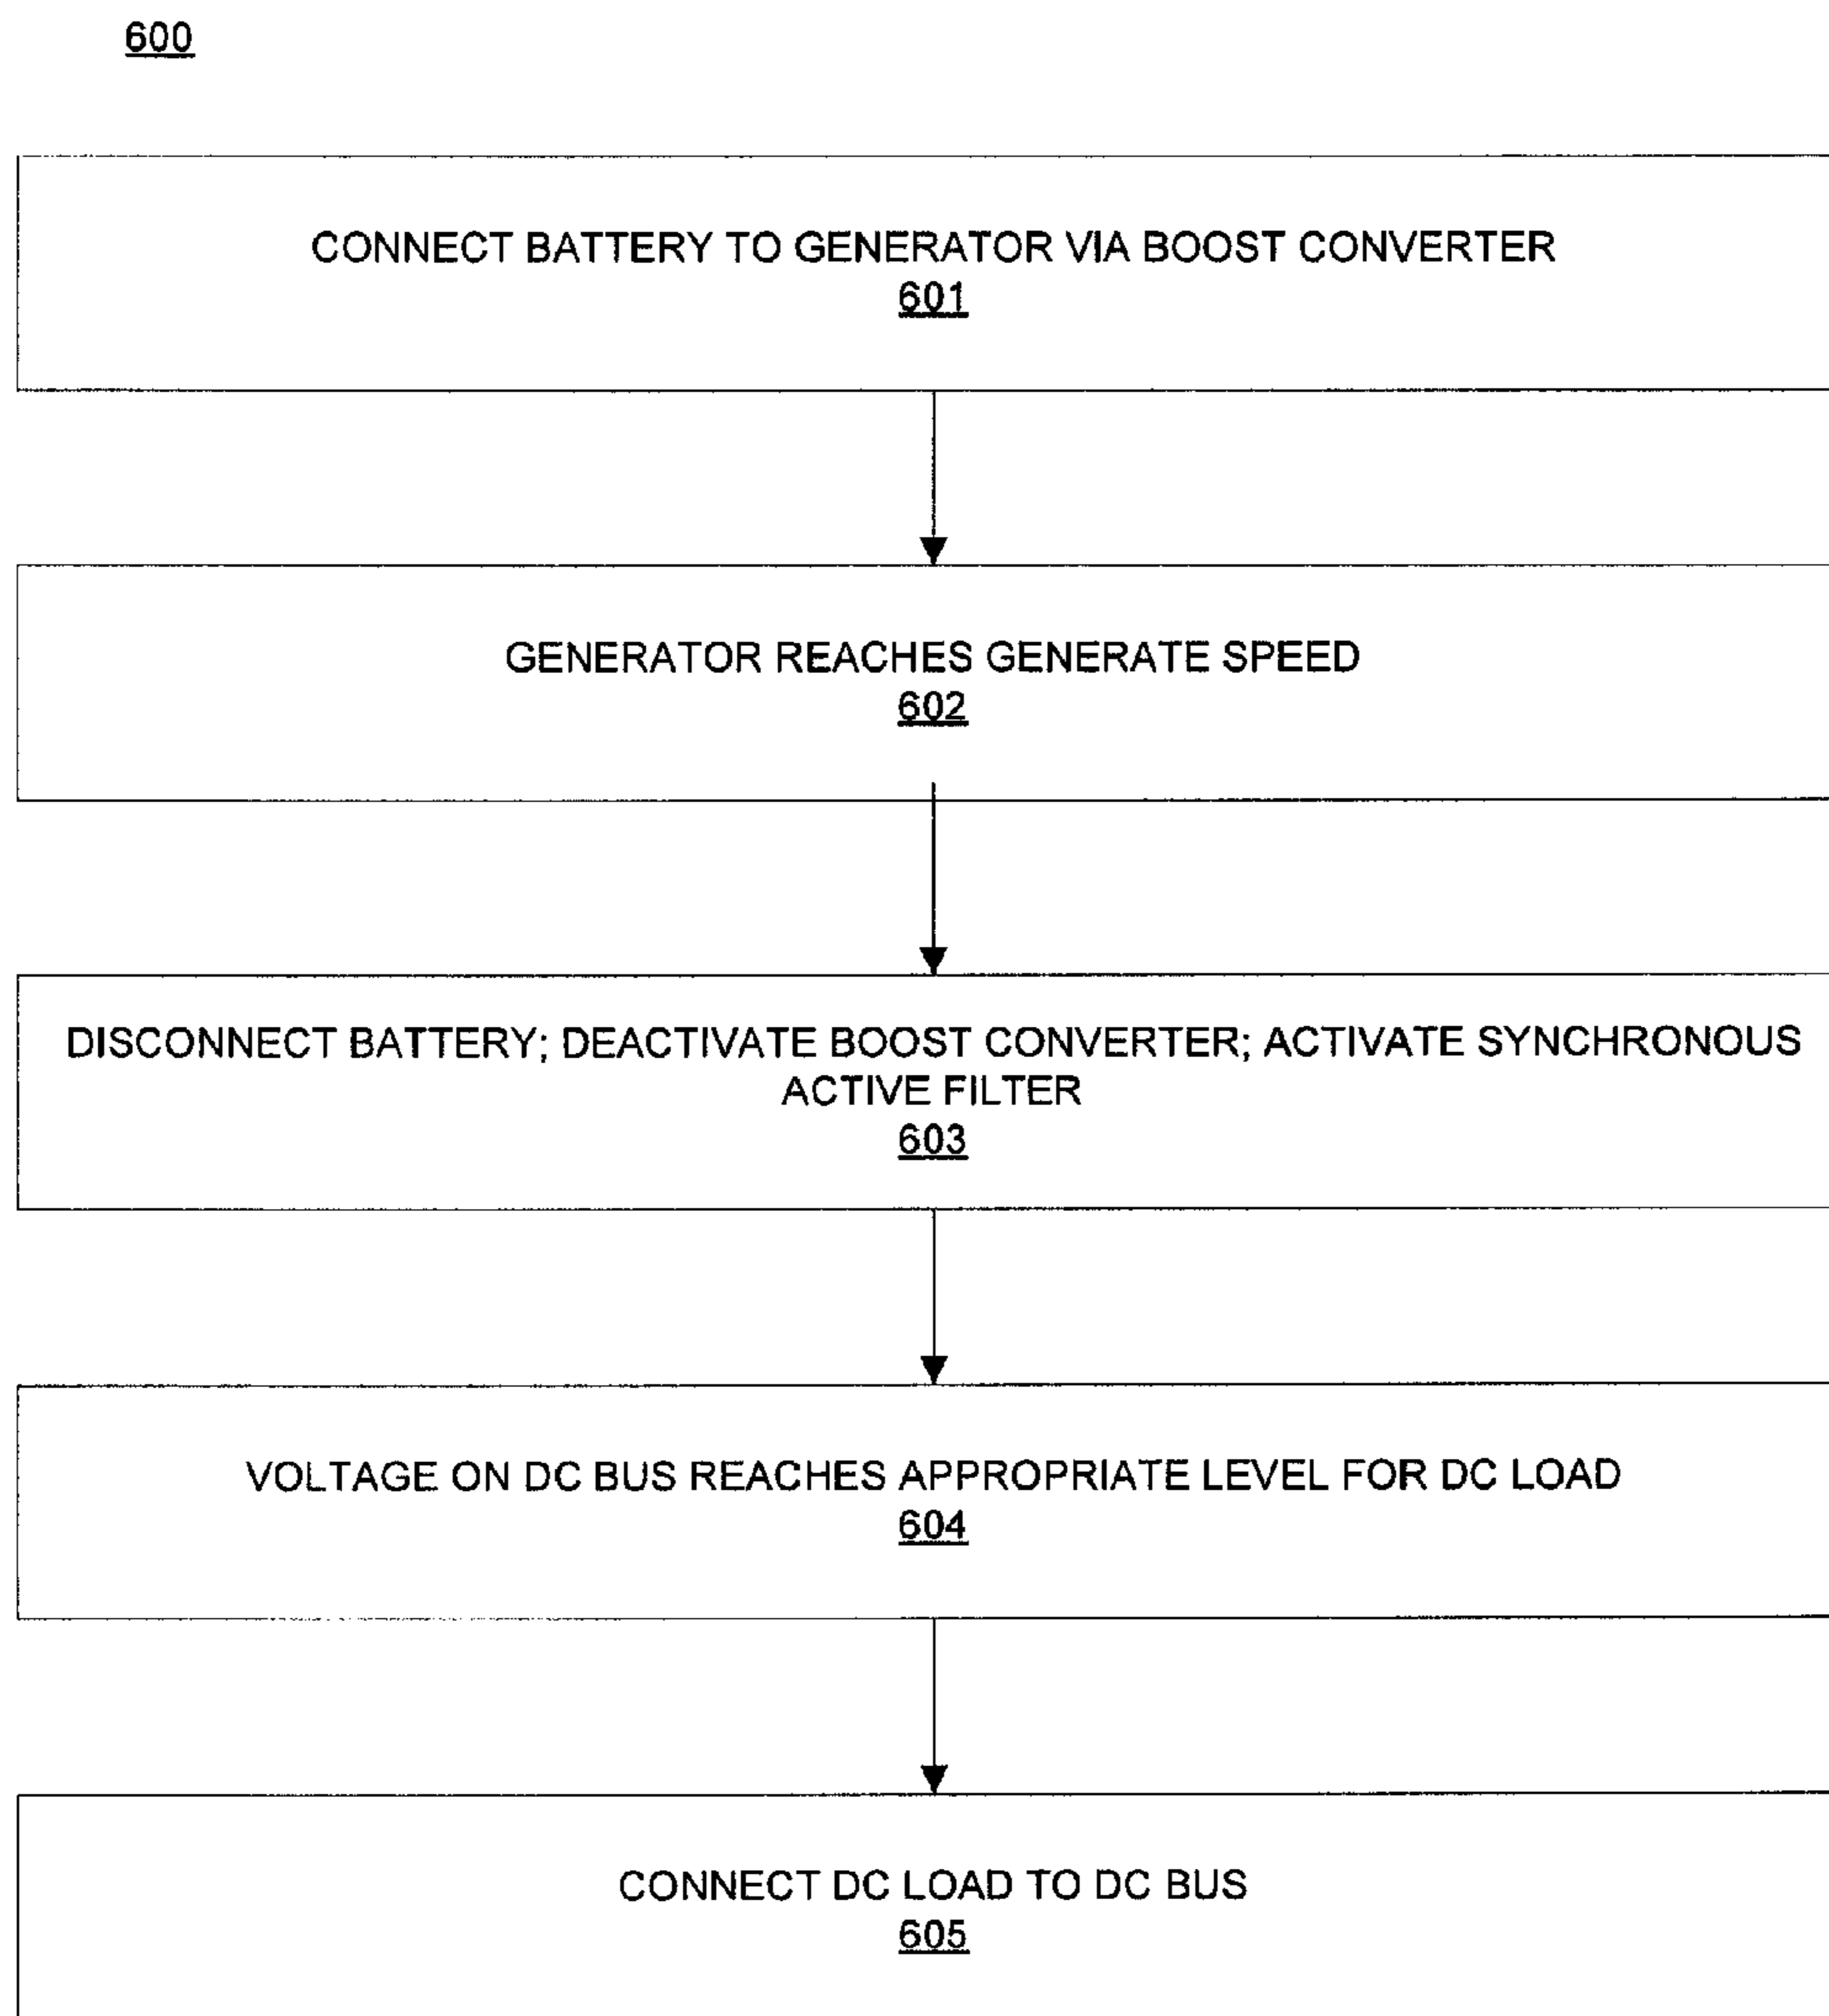 600
CONNECT BATTERY TO GENERATOR VIA BOOST CONVERTER
601
GENERATOR REACHES GENERATE SPEED
602
DISCONNECT BATTERY; DEACTIVATE BOOST CONVERTER; ACTIVATE SYNCHRONOUS
ACTIVE FILTER
603
VOLTAGE ON DC BUS REACHES APPROPRIATE LEVEL FOR DC LOAD
604
CONNECT DC LOAD TO DC BUS
605